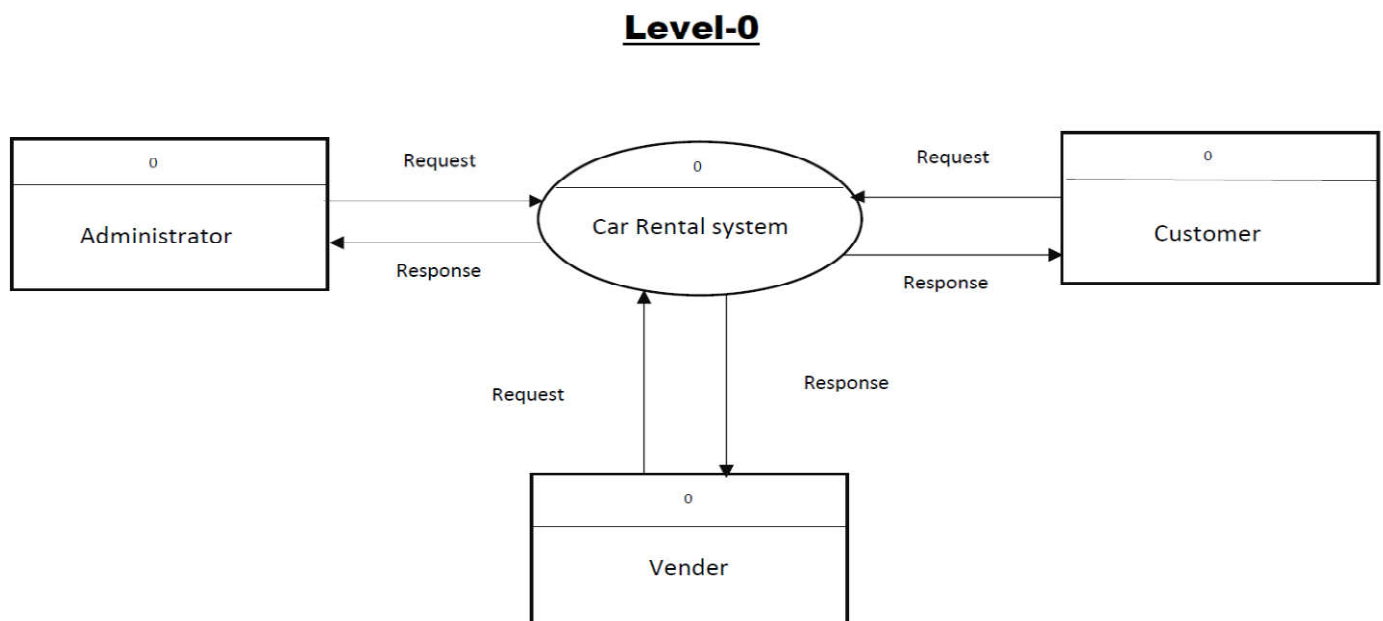 Level-0
0
Administrator
Request
Response
0
Car Rental system
Request
Response
0
Customer
Request
Response
0
Vender